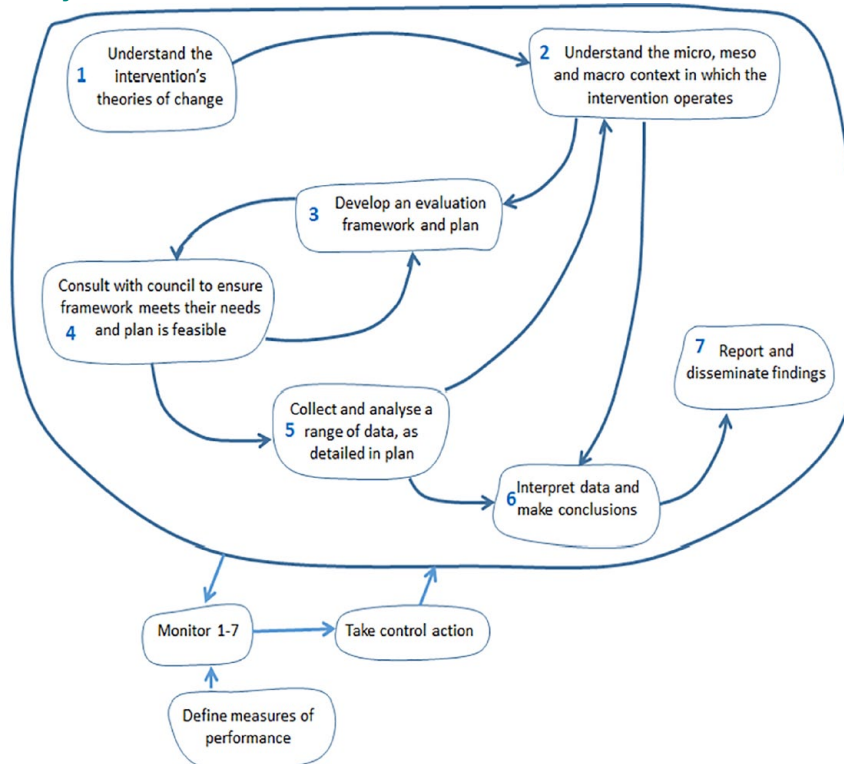 Understand the
1 intervention's
theories of change
2 Understand the micro, meso
and macro context in which the
intervention operates
Develop an evaluation
3 framework and plan
Consult with council to ensure
framework meets their needs
4 and plan is feasible
Collect and analyse a
5 range of data, as
detailed in plan
6 Interpret data and
make conclusions
7 Report and
disseminate findings
Monitor 1-7
Take control action
Define measures of
performance